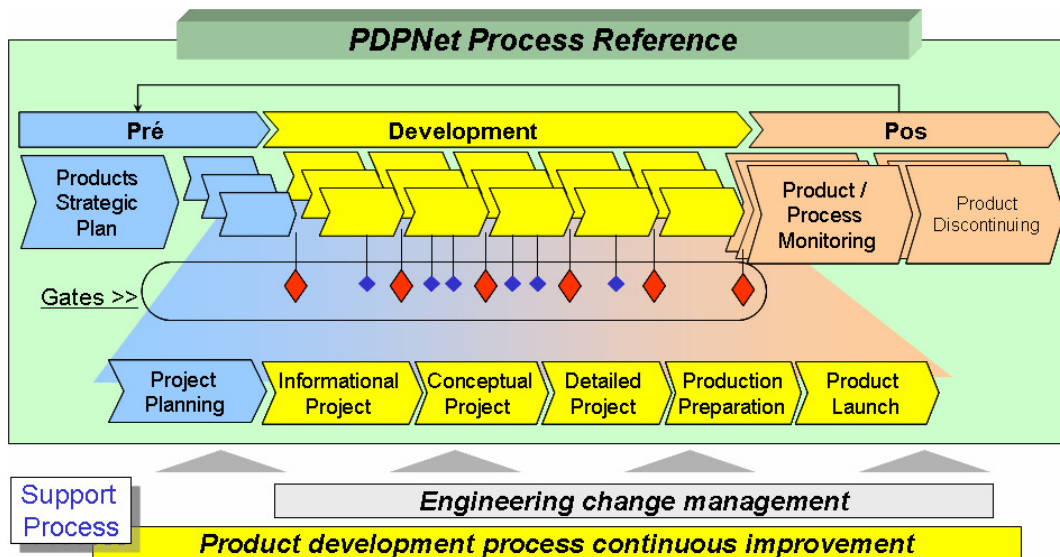 PDPNet Process Reference
Pré
Development
Pos
Products
Strategic
Plan
Product /
Process
Monitoring
Product
Discontinuing
Gates >>
Project
Planning
Informational
Project
Conceptual
Project
Detailed
Project
Production
Preparation
Product
Launch
Support
Process
Engineering change management
Product development process continuous improvement